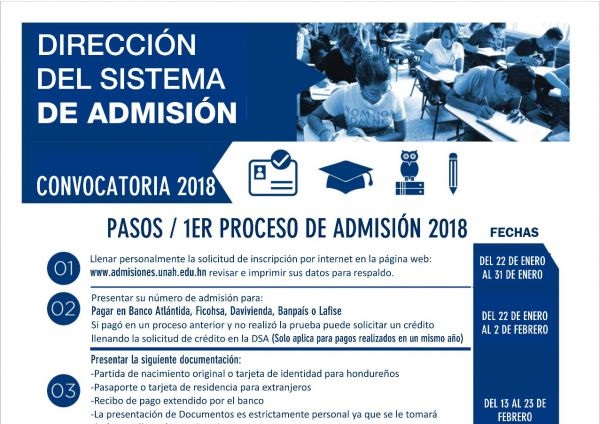 DIRECCIÓN
DEL SISTEMA
DE ADMISIÓN
CONVOCATORIA 2018
PASOS / 1ER PROCESO DE ADMISIÓN 2018
FECHAS
01
Llenar personalmente la solicitud de inscripción por internet en la página web:
www.admisiones.unah.edu.hn revisar e imprimir sus datos para respaldo.
DEL 22 DE ENERO
AL 31 DE ENERO
02
Presentar su número de admisión para:
Pagar en Banco Atlántida, Ficohsa, Davivienda, Banpaís o Lafise
Si pagó en un proceso anterior y no realizó la prueba puede solicitar un crédito
llenando la solicitud de crédito en la DSA (Solo aplica para pagos realizados en un mismo año)
DEL 22 DE ENERO
AL 2 DE FEBRERO
03
Presentar la siguiente documentación:
-Partida de nacimiento original o tarjeta de identidad para hondureños
-Pasaporte o tarjeta de residencia para extranjeros
-Recibo de pago extendido por el banco
-La presentación de Documentos es estrictamente personal ya que se le tomará
DEL 13 AL 23 DE
FEBRERO